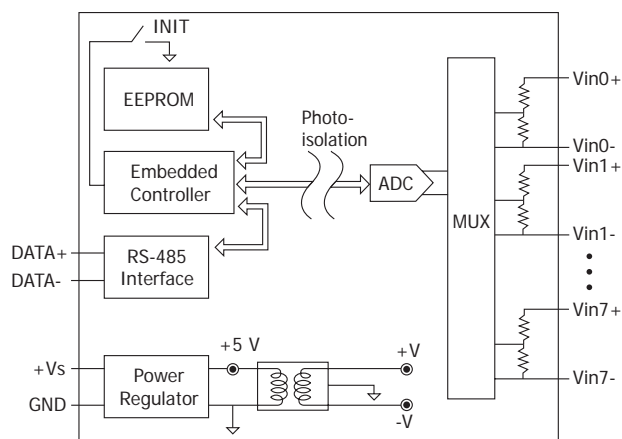 INIT
EEPROM
Photo-
isolation
Embedded
Controller
ADC
MUX
RS-485
Interface
DATA+
DATA-
Vin0+
Vin0-
Vin1+
Vin1-
Vin7+
Vin7-
+Vs
GND
Power
Regulator
+5 V
+V
-V